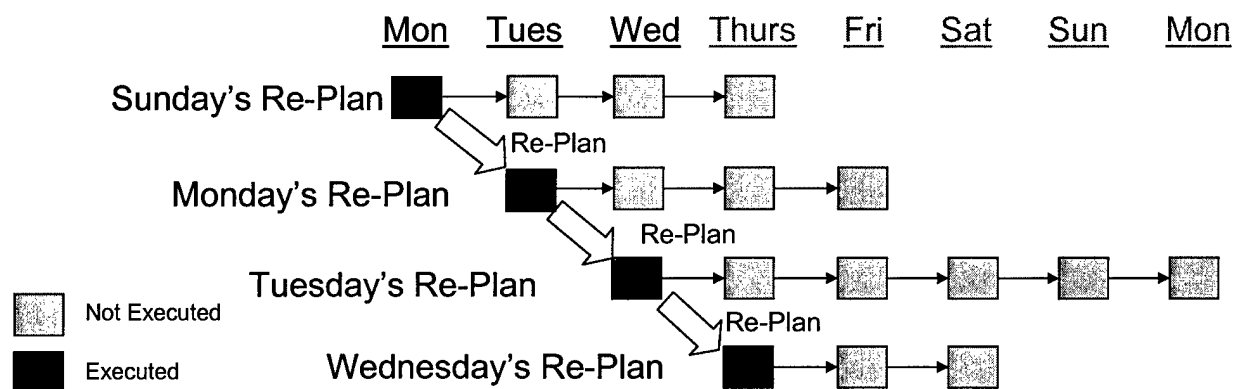 Mon Tues Wed Thurs Fri Sat Sun Mon
Sunday's Re-Plan
Re-Plan
Monday's Re-Plan
Re-Plan
Tuesday's Re-Plan
Not Executed
Re-Plan
Wednesday's Re-Plan
Executed